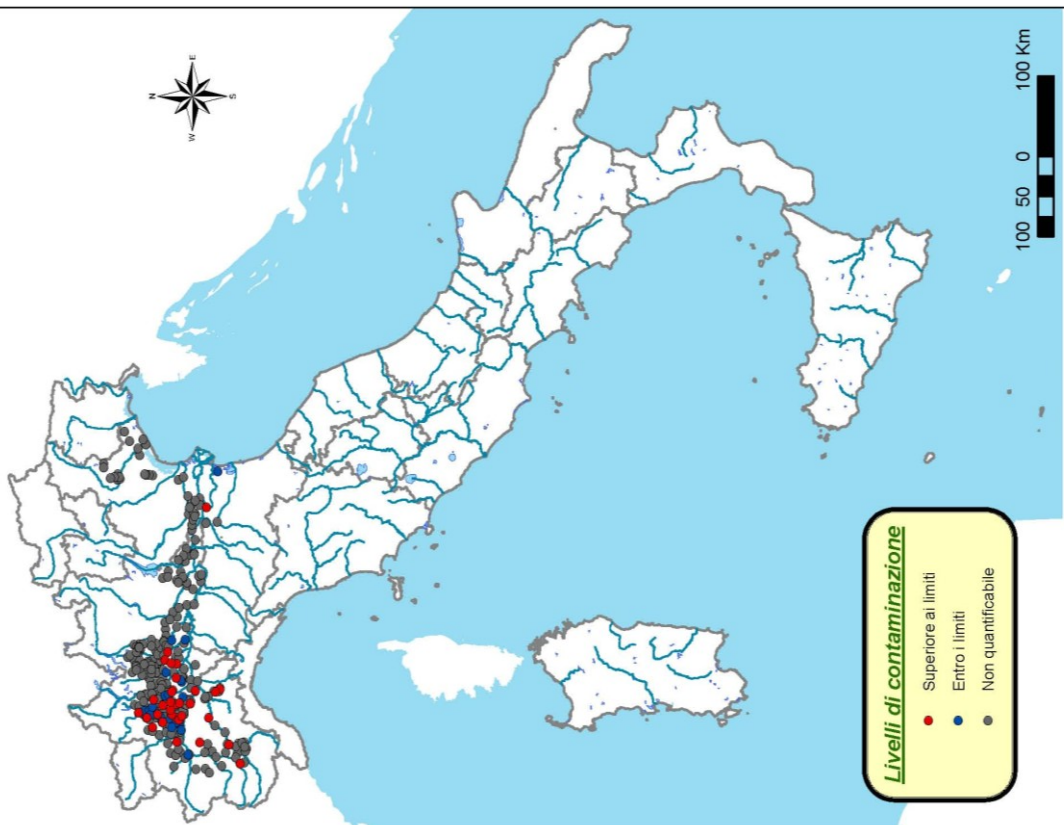 N
W
E
S
100 50 0 100 Km
Livelli di contaminazione
Superiore ai limiti
Entro i limiti
Non quantificabile